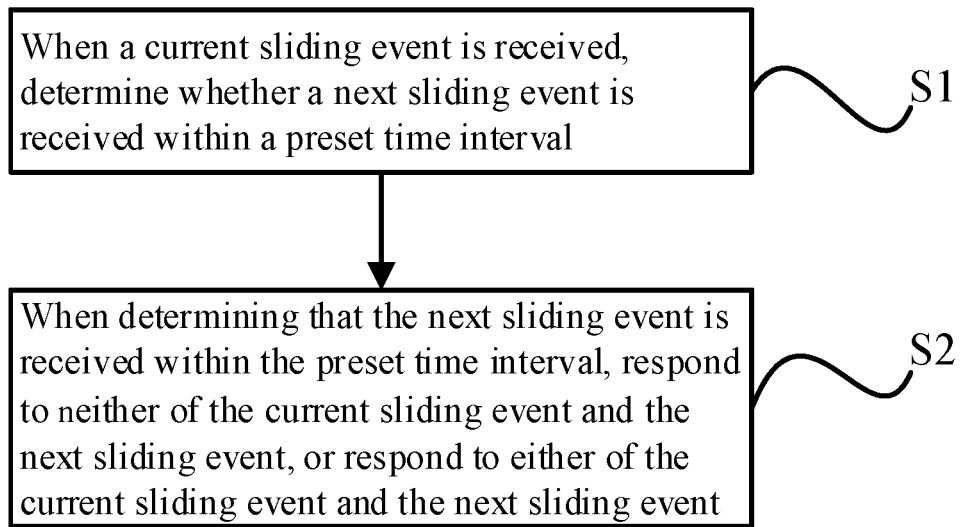 When a current sliding event is received,
determine whether a next sliding event is
received within a preset time interval
S1
When determining that the next sliding event is
received within the preset time interval, respond
to neither of the current sliding event and the
next sliding event, or respond to either of the
current sliding event and the next sliding event
S2